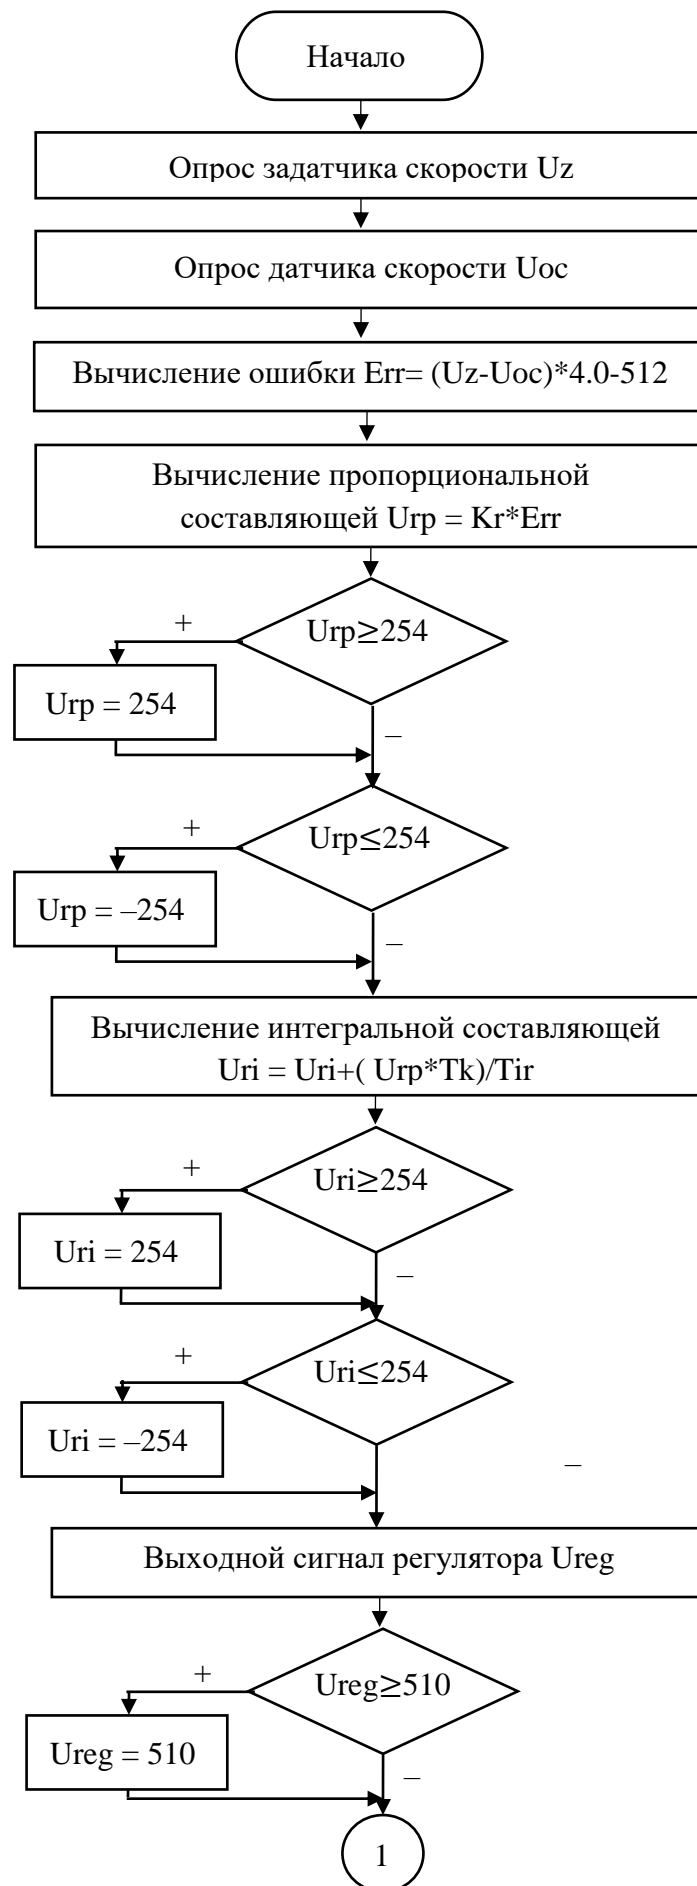 Начало
Опрос задатчика скорости Uz
Опрос датчика скорости Uoc
Вычисление ошибки Err= (Uz-Uoc)*4.0-512
Вычисление пропорциональной
составляющей Urp = Kr*Err
Urp≥254
+
Urp = 254
–
Urp≤254
+
Urp = –254
–
Вычисление интегральной составляющей
Uri = Uri+( Urp*Tk)/Tir
Uri≥254
+
Uri = 254
–
Uri≤254
+
Uri = –254
–
Выходной сигнал регулятора Ureg
Ureg≥510
+
Ureg = 510
–
1